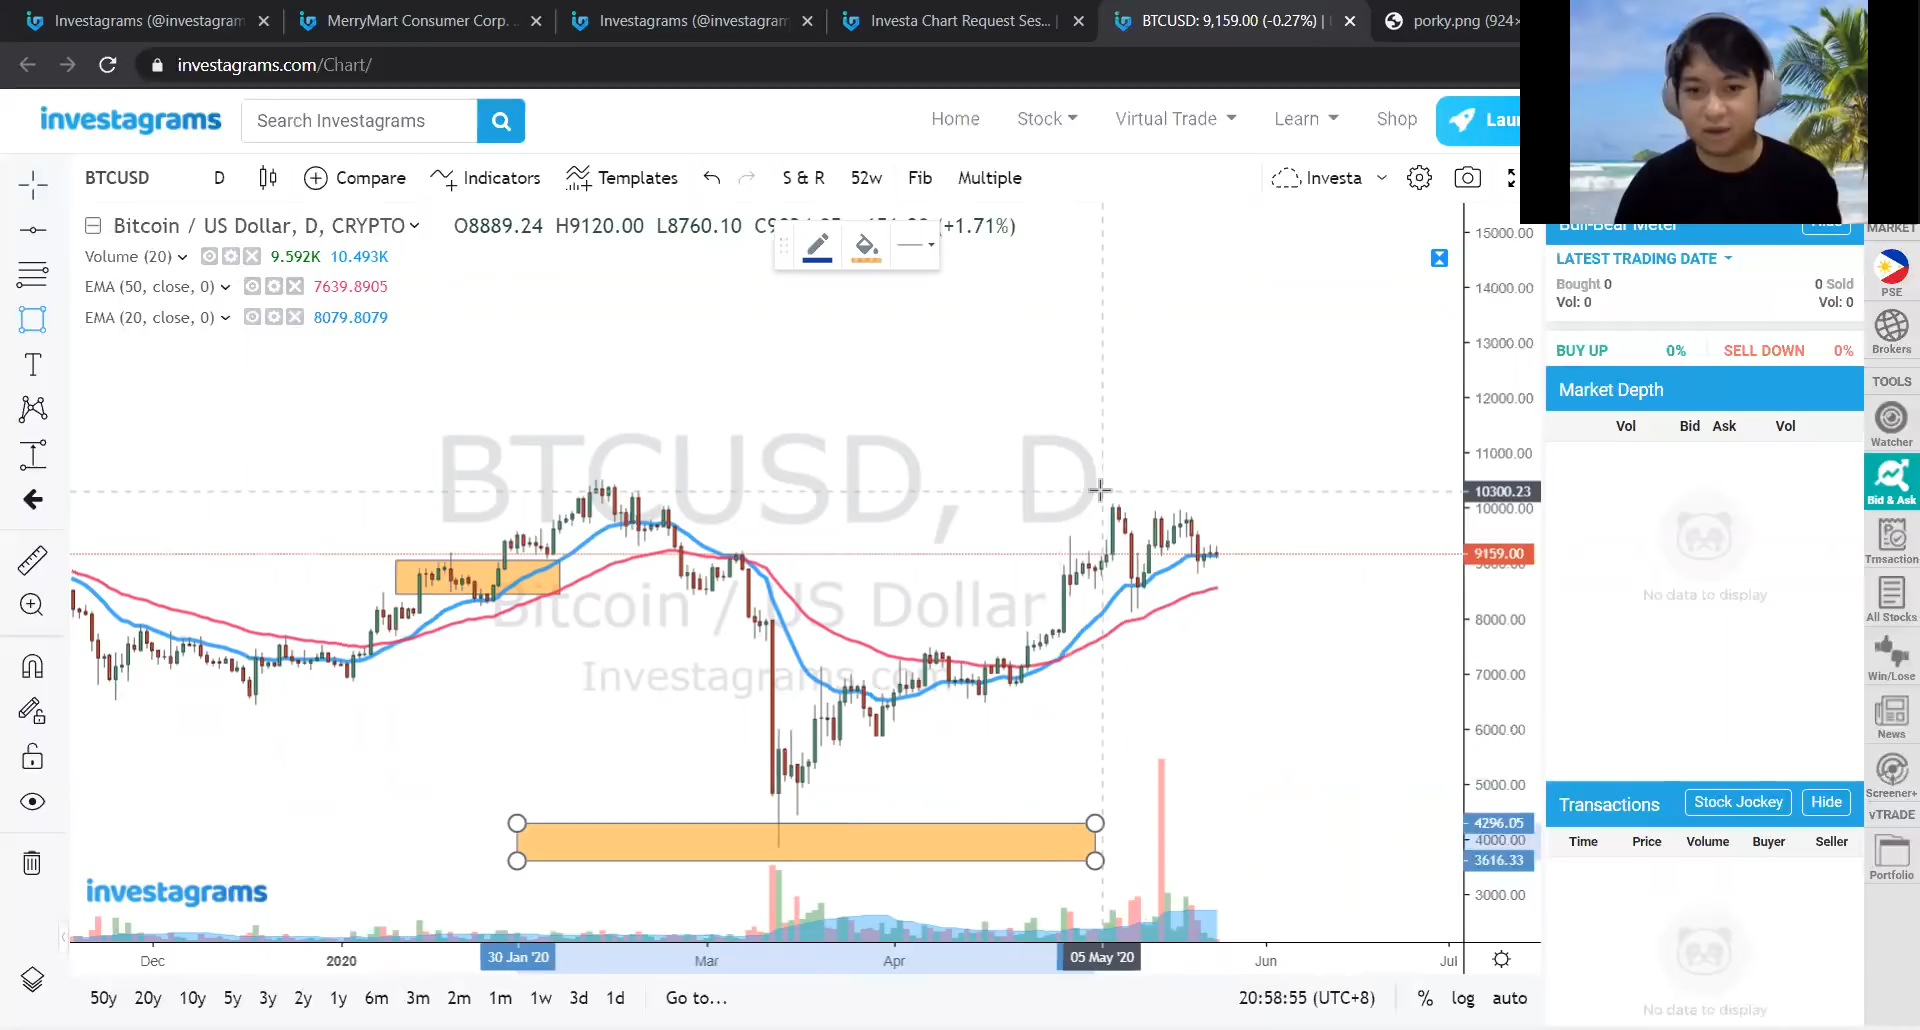 Investagrams (@investagram
MerryMart Consumer Corp.
Investagrams (@investagram
Investa Chart Request Ses...
BTCUSD: 9,159.00 (-0.27%) |
porky.png (924×
investagrams.com/Chart/
investagrams
Search Investagrams
Home
Stock
Virtual Trade
Learn
Shop
Lau
BTCUSD
D
Compare
Indicators
Templates
S & R
52w
Fib
Multiple
Investa
Bitcoin / US Dollar, D, CRYPTO
O8889.24 H9120.00 L8760.10
(+1.71%)
Volume (20)
9.592K 10.493K
EMA (50, close, 0)
7639.8905
EMA (20, close, 0)
8079.8079
BTCUSD, D
Bitcoin / US Dollar
Investagrams.com
15000.00
14000.00
13000.00
12000.00
11000.00
10300.23
10000.00
9159.00
9000.00
8000.00
7000.00
6000.00
5000.00
4296.05
4000.00
3616.33
3000.00
investagrams
Dec
2020
30 Jan '20
Mar
Apr
05 May '20
Jun
Jul
50y 20y 10y 5y 3y 2y 1y 6m 3m 2m 1m 1w 3d 1d
Go to...
20:58:55 (UTC+8)
% log auto
Bull-Bear Meter
Hide
LATEST TRADING DATE
Bought 0
0 Sold
Vol: 0
Vol: 0
BUY UP 0%
SELL DOWN 0%
Market Depth
Vol Bid Ask Vol
No data to display
Transactions
Stock Jockey
Hide
Time Price Volume Buyer Seller
No data to display
MARKET
PSE
Brokers
TOOLS
Watcher
Bid & Ask
Trnsaction
All Stocks
Win/Lose
News
Screener+
vTRADE
Portfolio